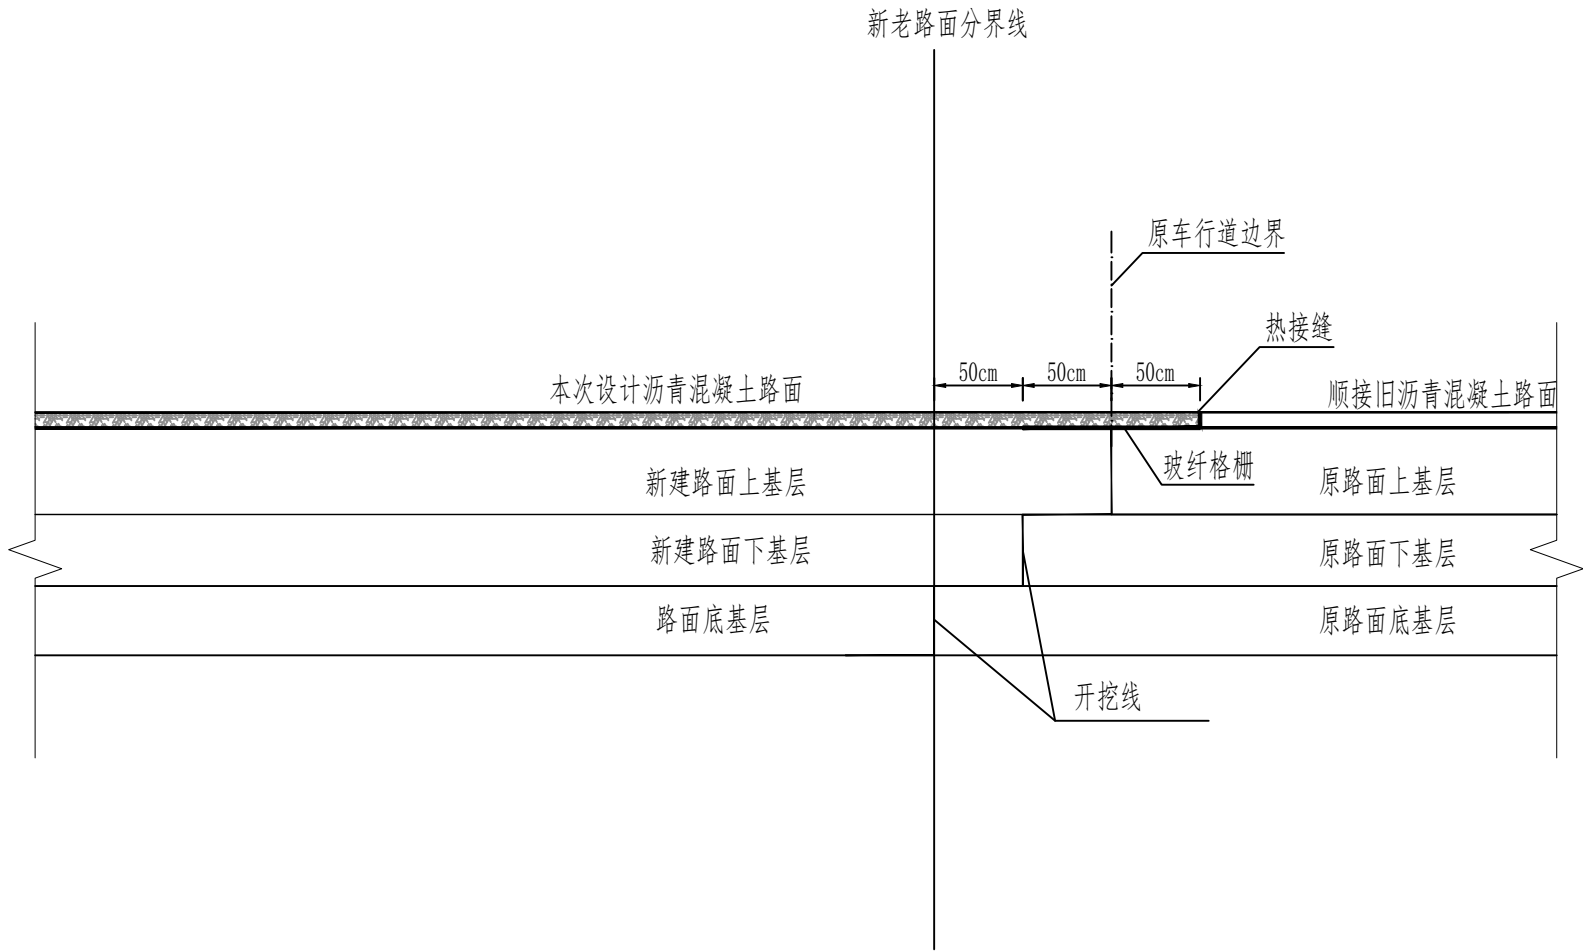 新老路面分界线
原车行道边界
热接缝
50cm
50cm
50cm
本次设计沥青混凝土路面
顺接旧沥青混凝土路面
玻纤格栅
新建路面上基层
原路面上基层
新建路面下基层
原路面下基层
路面底基层
原路面底基层
开挖线